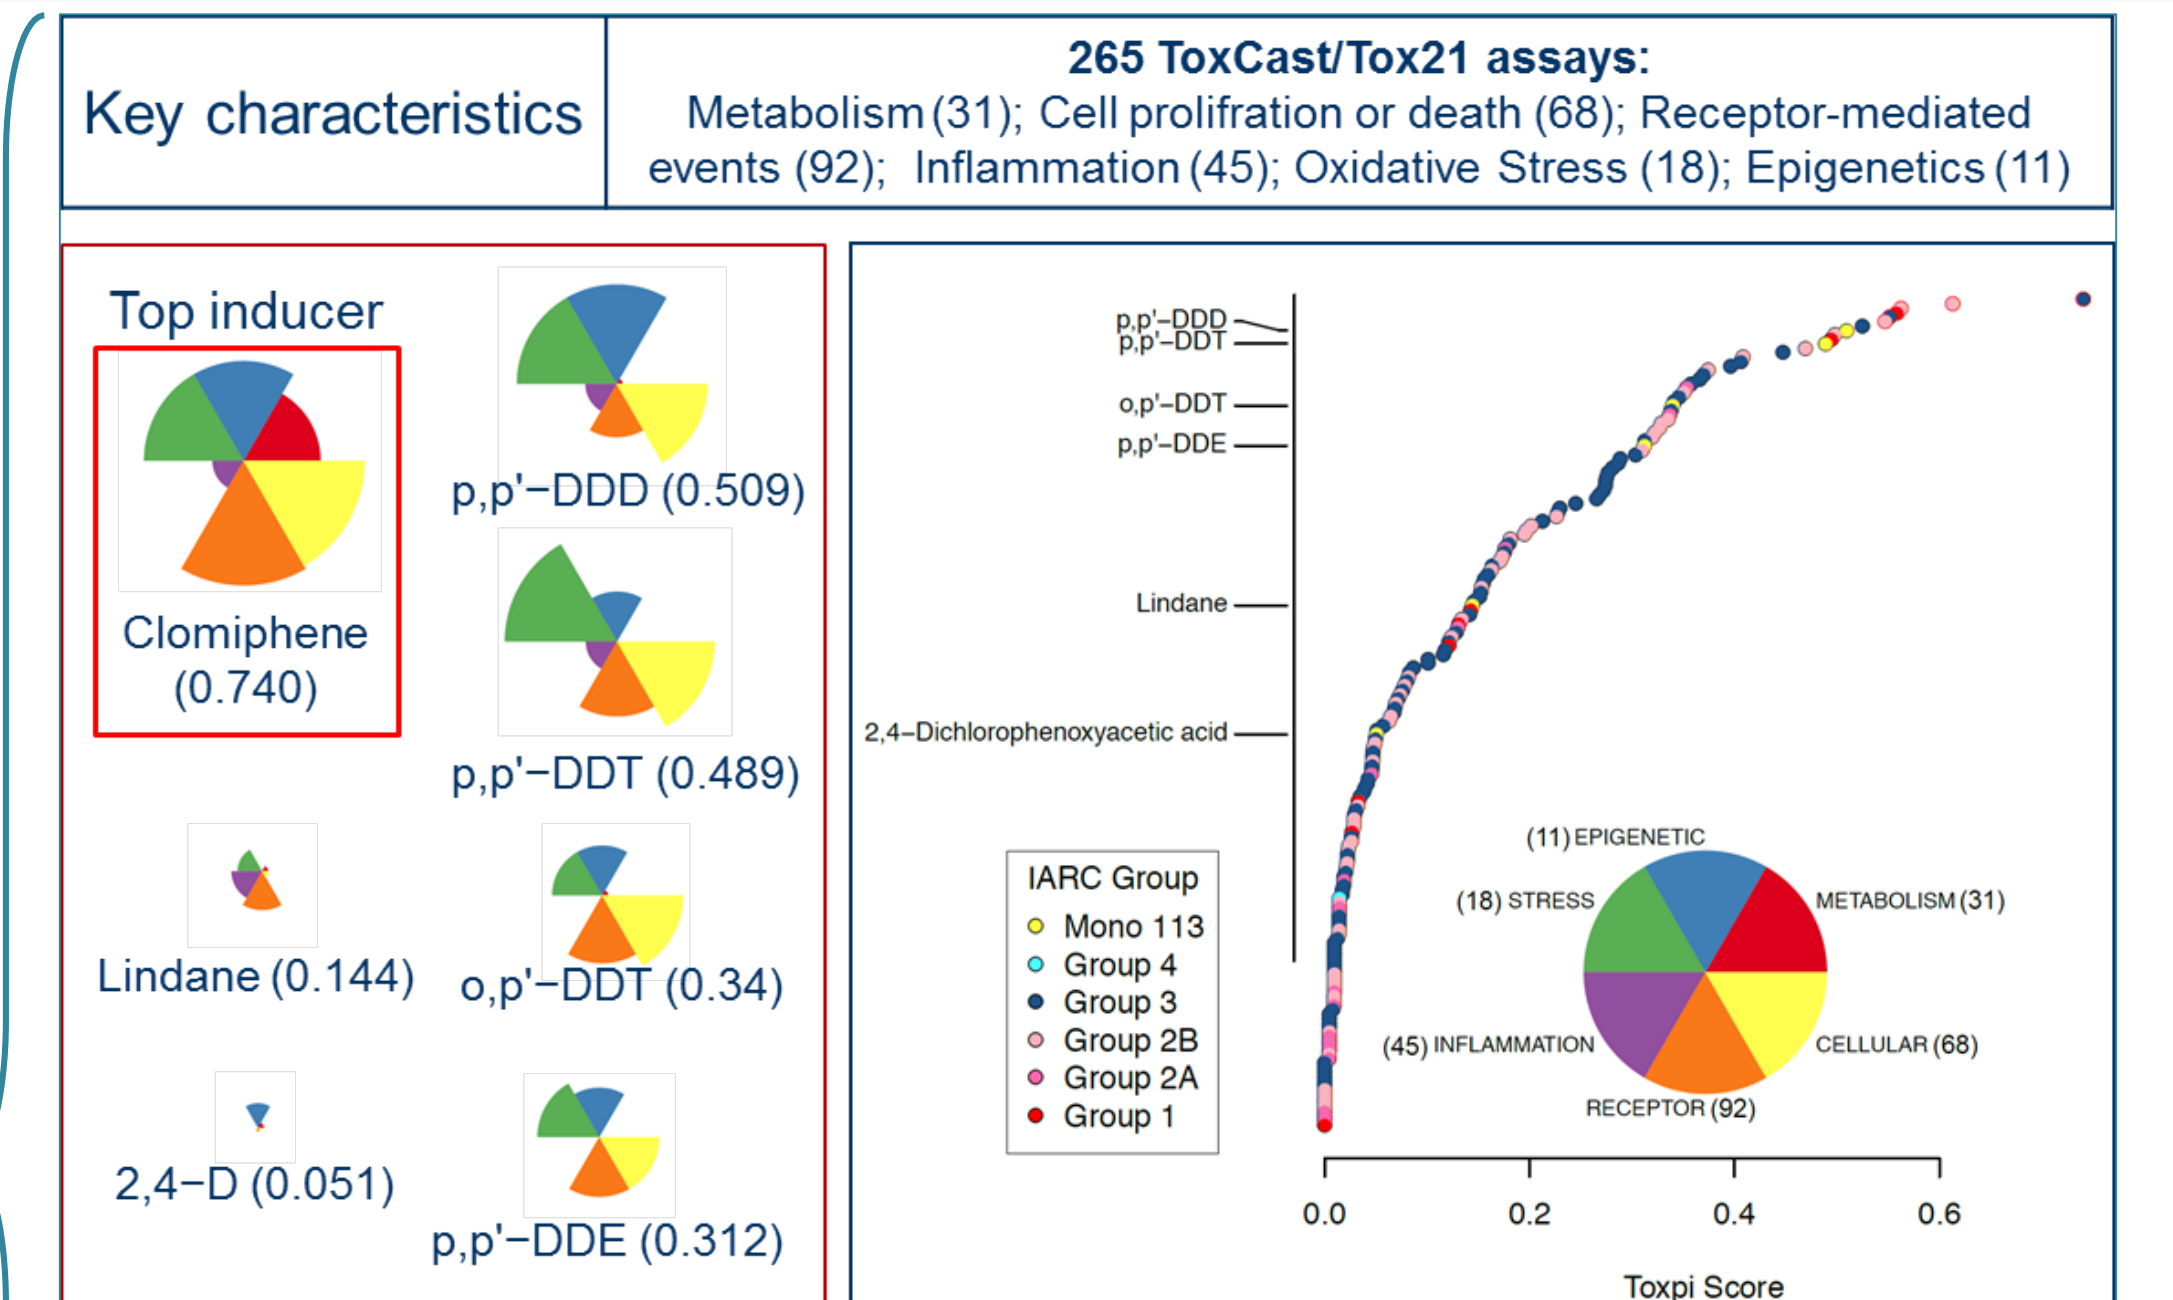 Key characteristics
265 ToxCast/Tox21 assays:
Metabolism (31); Cell prolifration or death (68); Receptor-mediated
events (92); Inflammation (45); Oxidative Stress (18); Epigenetics (11)
Top inducer
Clomiphene
(0.740)
p,p'−DDD (0.509)
p,p'−DDT (0.489)
Lindane (0.144)
o,p'−DDT (0.34)
2,4−D (0.051)
p,p'−DDE (0.312)
p,p'−DDD
p,p'−DDT
o,p'−DDT
p,p'−DDE
Lindane
2,4−Dichlorophenoxyacetic acid
IARC Group
Mono 113
Group 4
Group 3
Group 2B
Group 2A
Group 1
(11) EPIGENETIC
(18) STRESS
METABOLISM (31)
(45) INFLAMMATION
CELLULAR (68)
RECEPTOR (92)
0.0 0.2 0.4 0.6
Toxpi Score